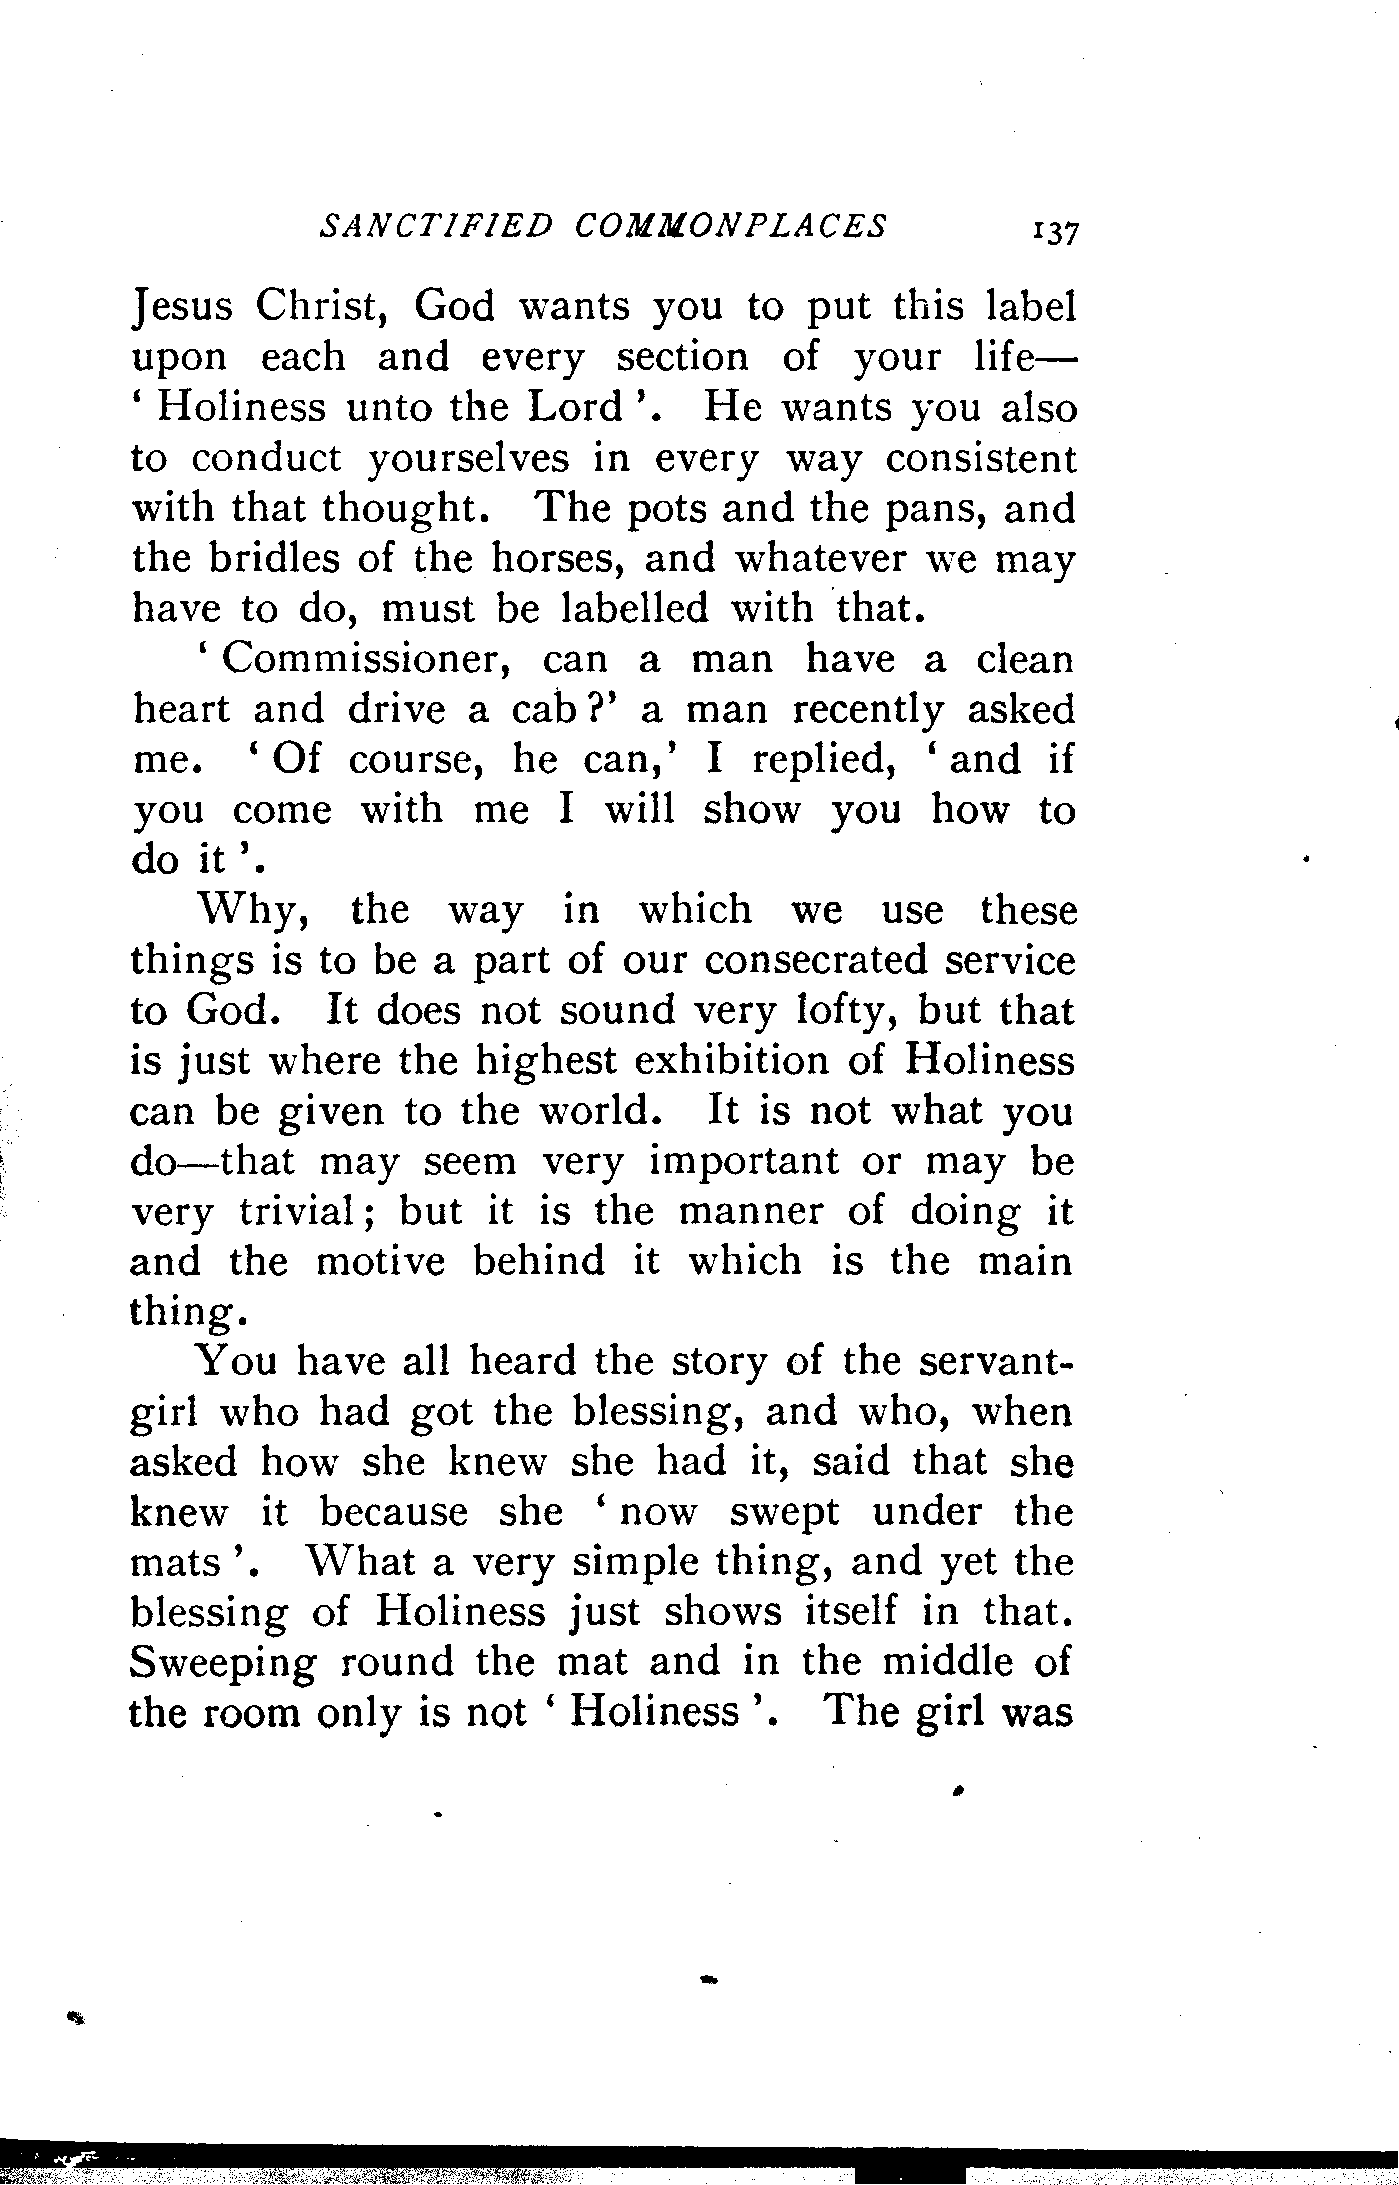 SANCTIFIED COMMONPLACES 137
Jesus Christ, God wants you to put this label
upon each and every section of your life—
‘ Holiness unto the Lord ’. He wants you also
to conduct yourselves in every way consistent
with that thought. The pots and the pans, and
the bridles of the horses, and whatever we may
have to do, must be labelled with that.
‘ Commissioner, can a man have a clean
heart and drive a cab ?’ a man recently asked
me. ‘ Of course, he can,’ I replied, ‘ and if
you come with me I will show you how to
do it ’.
Why, the way in which we use these
things is to be a part of our consecrated service
to God. It does not sound very lofty, but that
is just where the highest exhibition of Holiness
can be given to the world. It is not what you
do—that may seem very important or may be
very trivial ; but it is the manner of doing it
and the motive behind it which is the main
thing.
You have all heard the story of the servant-
girl who had got the blessing, and who, when
asked how she knew she had it, said that she
knew it because she ‘ now swept under the
mats ’. What a very simple thing, and yet the
blessing of Holiness just shows itself in that.
Sweeping round the mat and in the middle of
the room only is not ‘ Holiness ’. The girl was